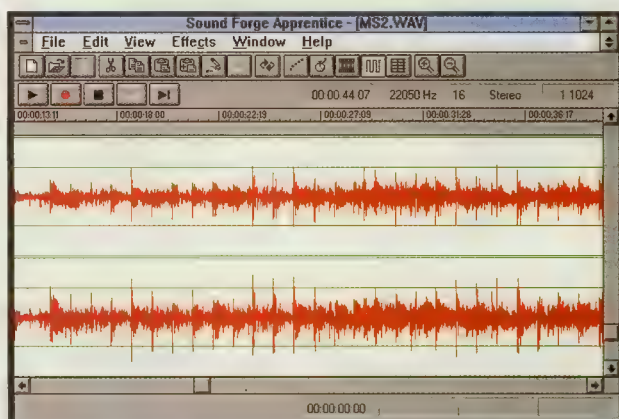 Sound Forge Apprentice - [MS2.WAV]
File Edit View Effects Window Help
00:00:44:07 22050 Hz 16 Stereo 1:1024
00:00:13:11 00:00:18:00 00:00:22:19 00:00:27:09 00:00:31:28 00:00:36:17
00:00:00:00